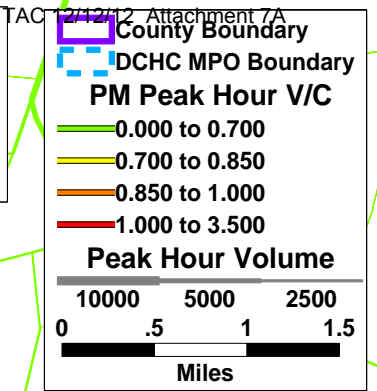 TAC 12/12/12 Attachment 7A
County Boundary
DCHC MPO Boundary
PM Peak Hour V/C
0.000 to 0.700
0.700 to 0.850
0.850 to 1.000
1.000 to 3.500
Peak Hour Volume
10000 5000 2500
0 .5 1 1.5
Miles